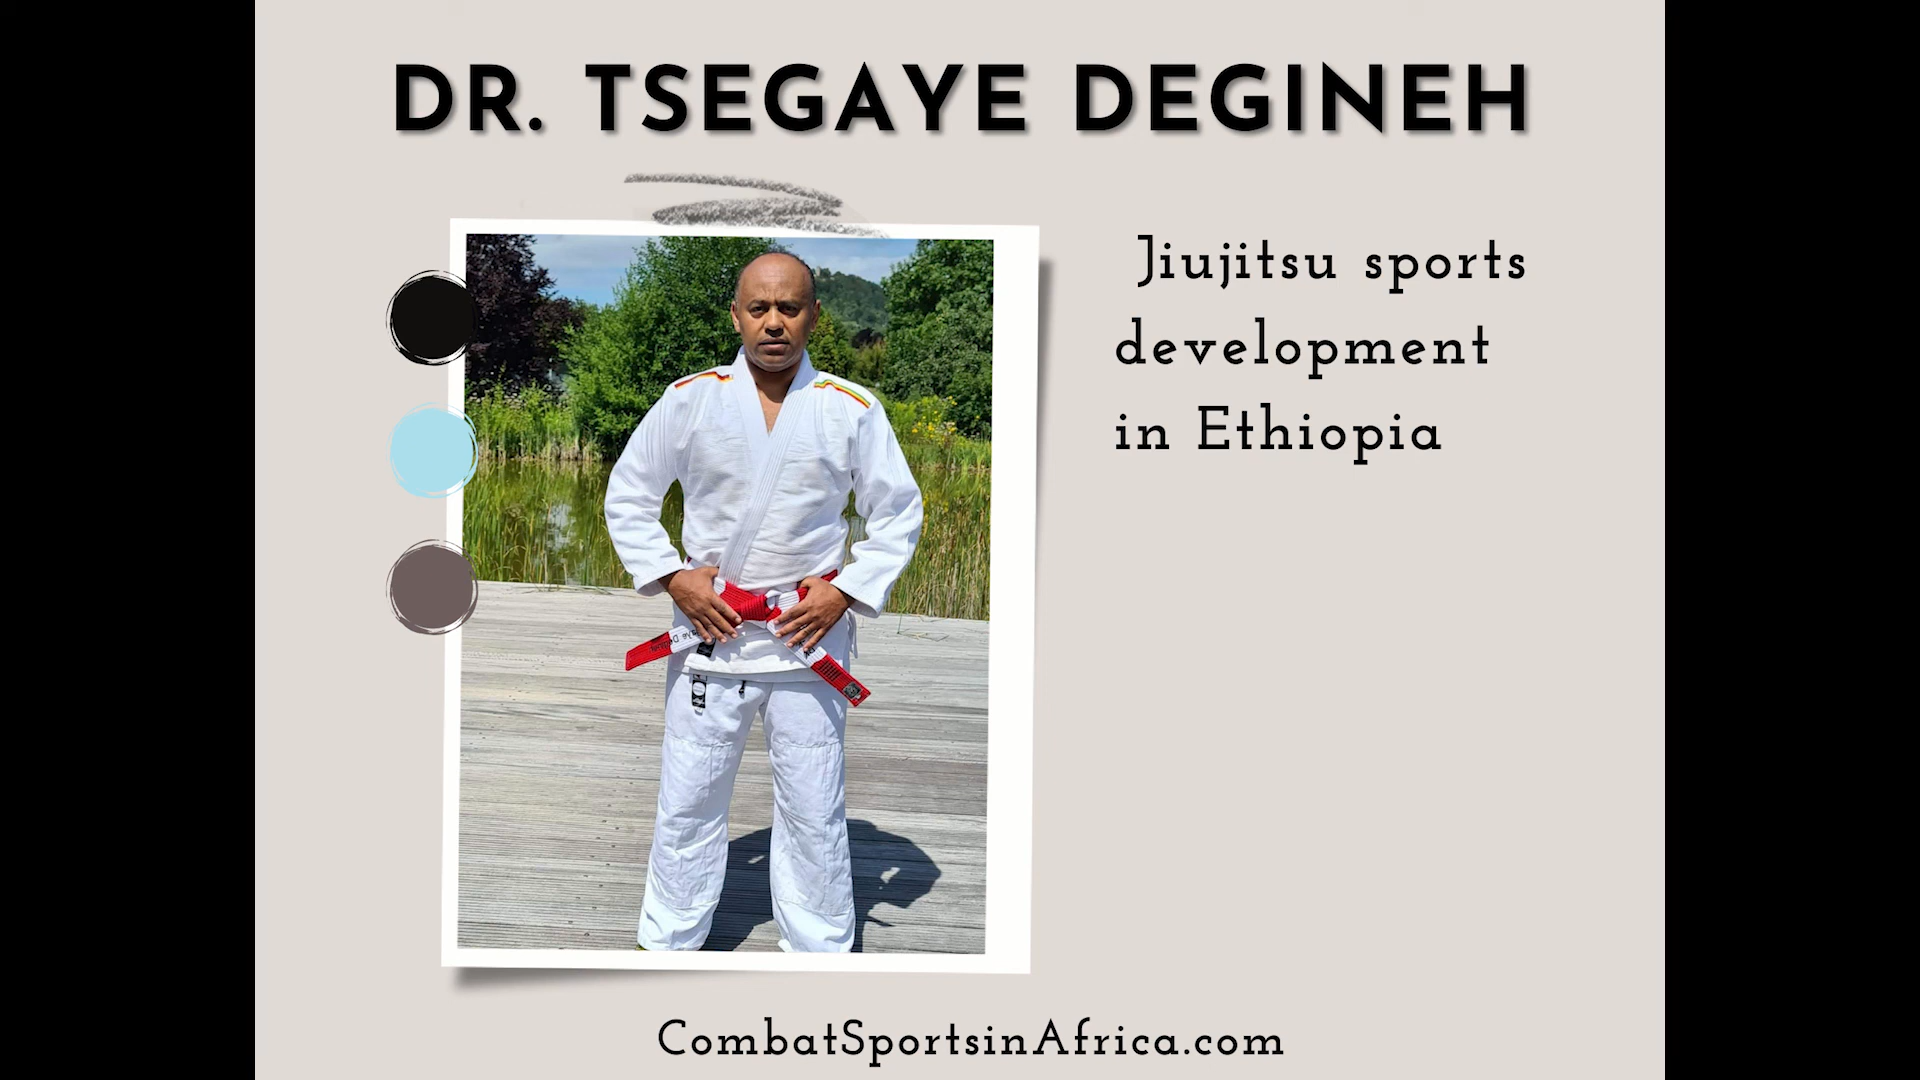 DR. TSEGAYE DEGINEH
Jiujitsu sports
development
in Ethiopia
CombatSportsinAfrica.com